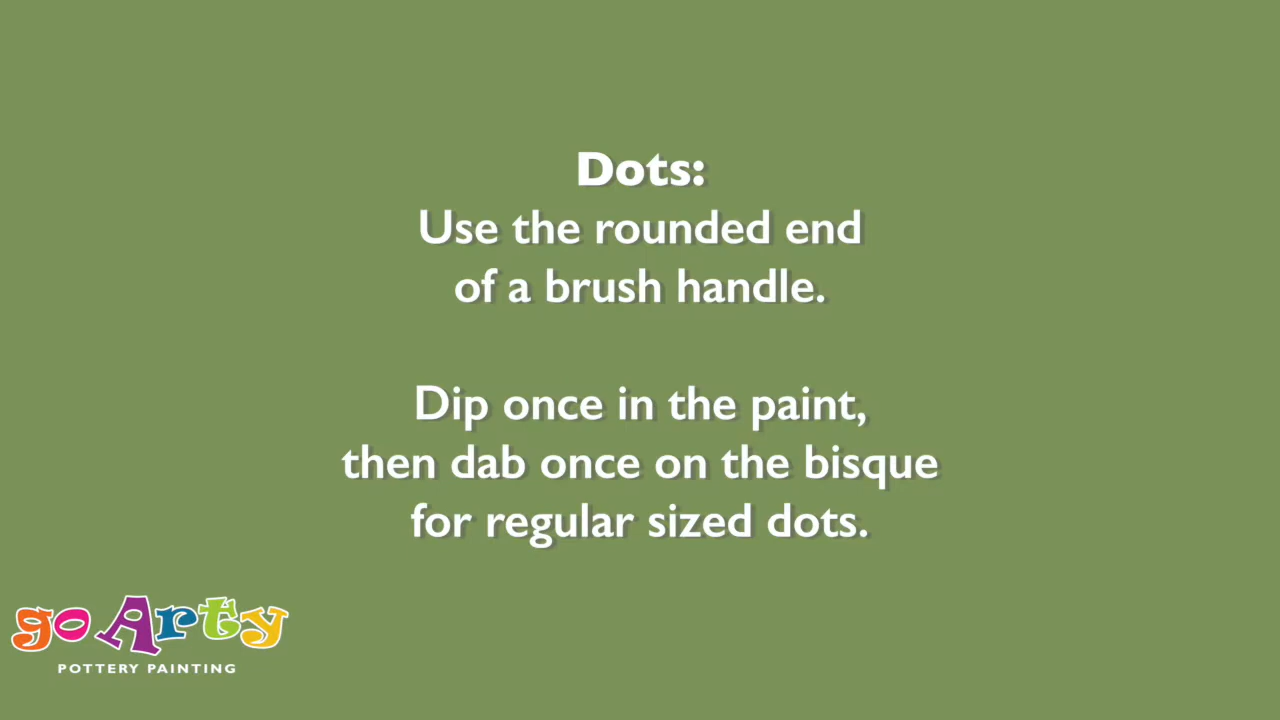 Dots:
Use the rounded end
of a brush handle.
Dip once in the paint,
then dab once on the bisque
for regular sized dots.
go Arty
POTTERY PAINTING